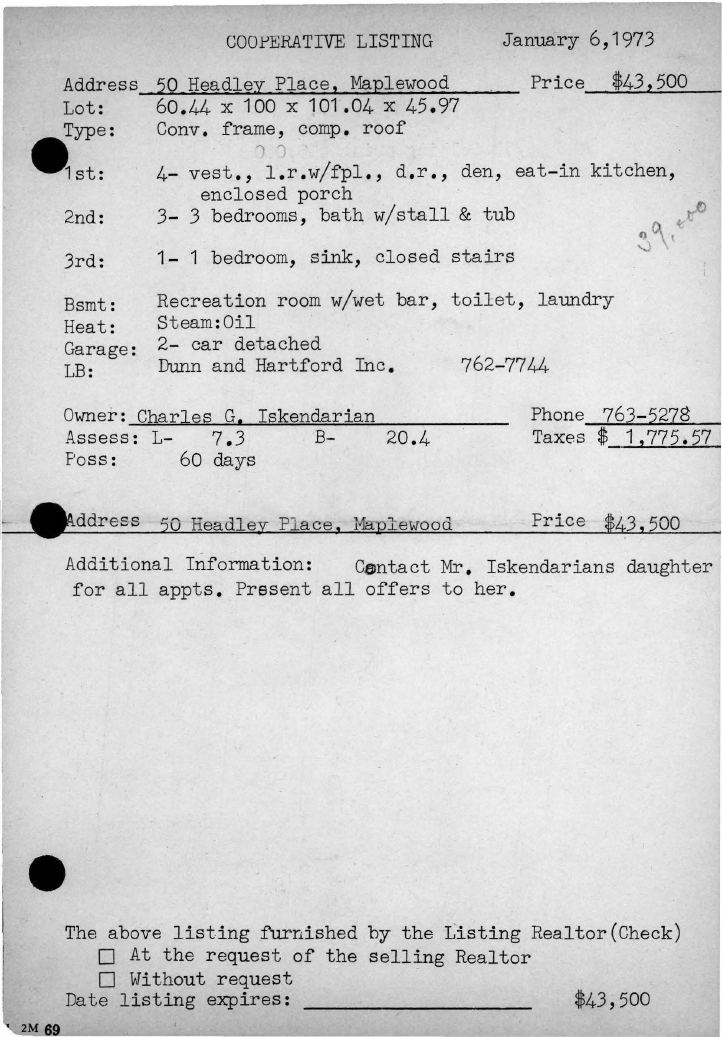 COOPERATIVE LISTING January 6,1973
Address 50 Headley Place, Maplewood Price $43,500
Lot: 60.44 x 100 x 101.04 x 45.97
Type: Conv. frame, comp. roof
1st: 4- vest., l.r.w/fpl., d.r., den, eat-in kitchen,
enclosed porch
2nd: 3- 3 bedrooms, bath w/stall & tub
39,000
3rd: 1- 1 bedroom, sink, closed stairs
Bsmt: Recreation room w/wet bar, toilet, laundry
Heat: Steam:Oil
Garage: 2- car detached
LB: Dunn and Hartford Inc. 762-7744
Owner: Charles G. Iskendarian Phone 763-5278
Assess: L- 7.3 B- 20.4 Taxes $ 1,775.57
Poss: 60 days
Address 50 Headley Place, Maplewood Price $43,500
Additional Information: Contact Mr. Iskendarians daughter
for all appts. Present all offers to her.
The above listing furnished by the Listing Realtor(Check)
☐ At the request of the selling Realtor
☐ Without request
Date listing expires: $43,500
2M 69